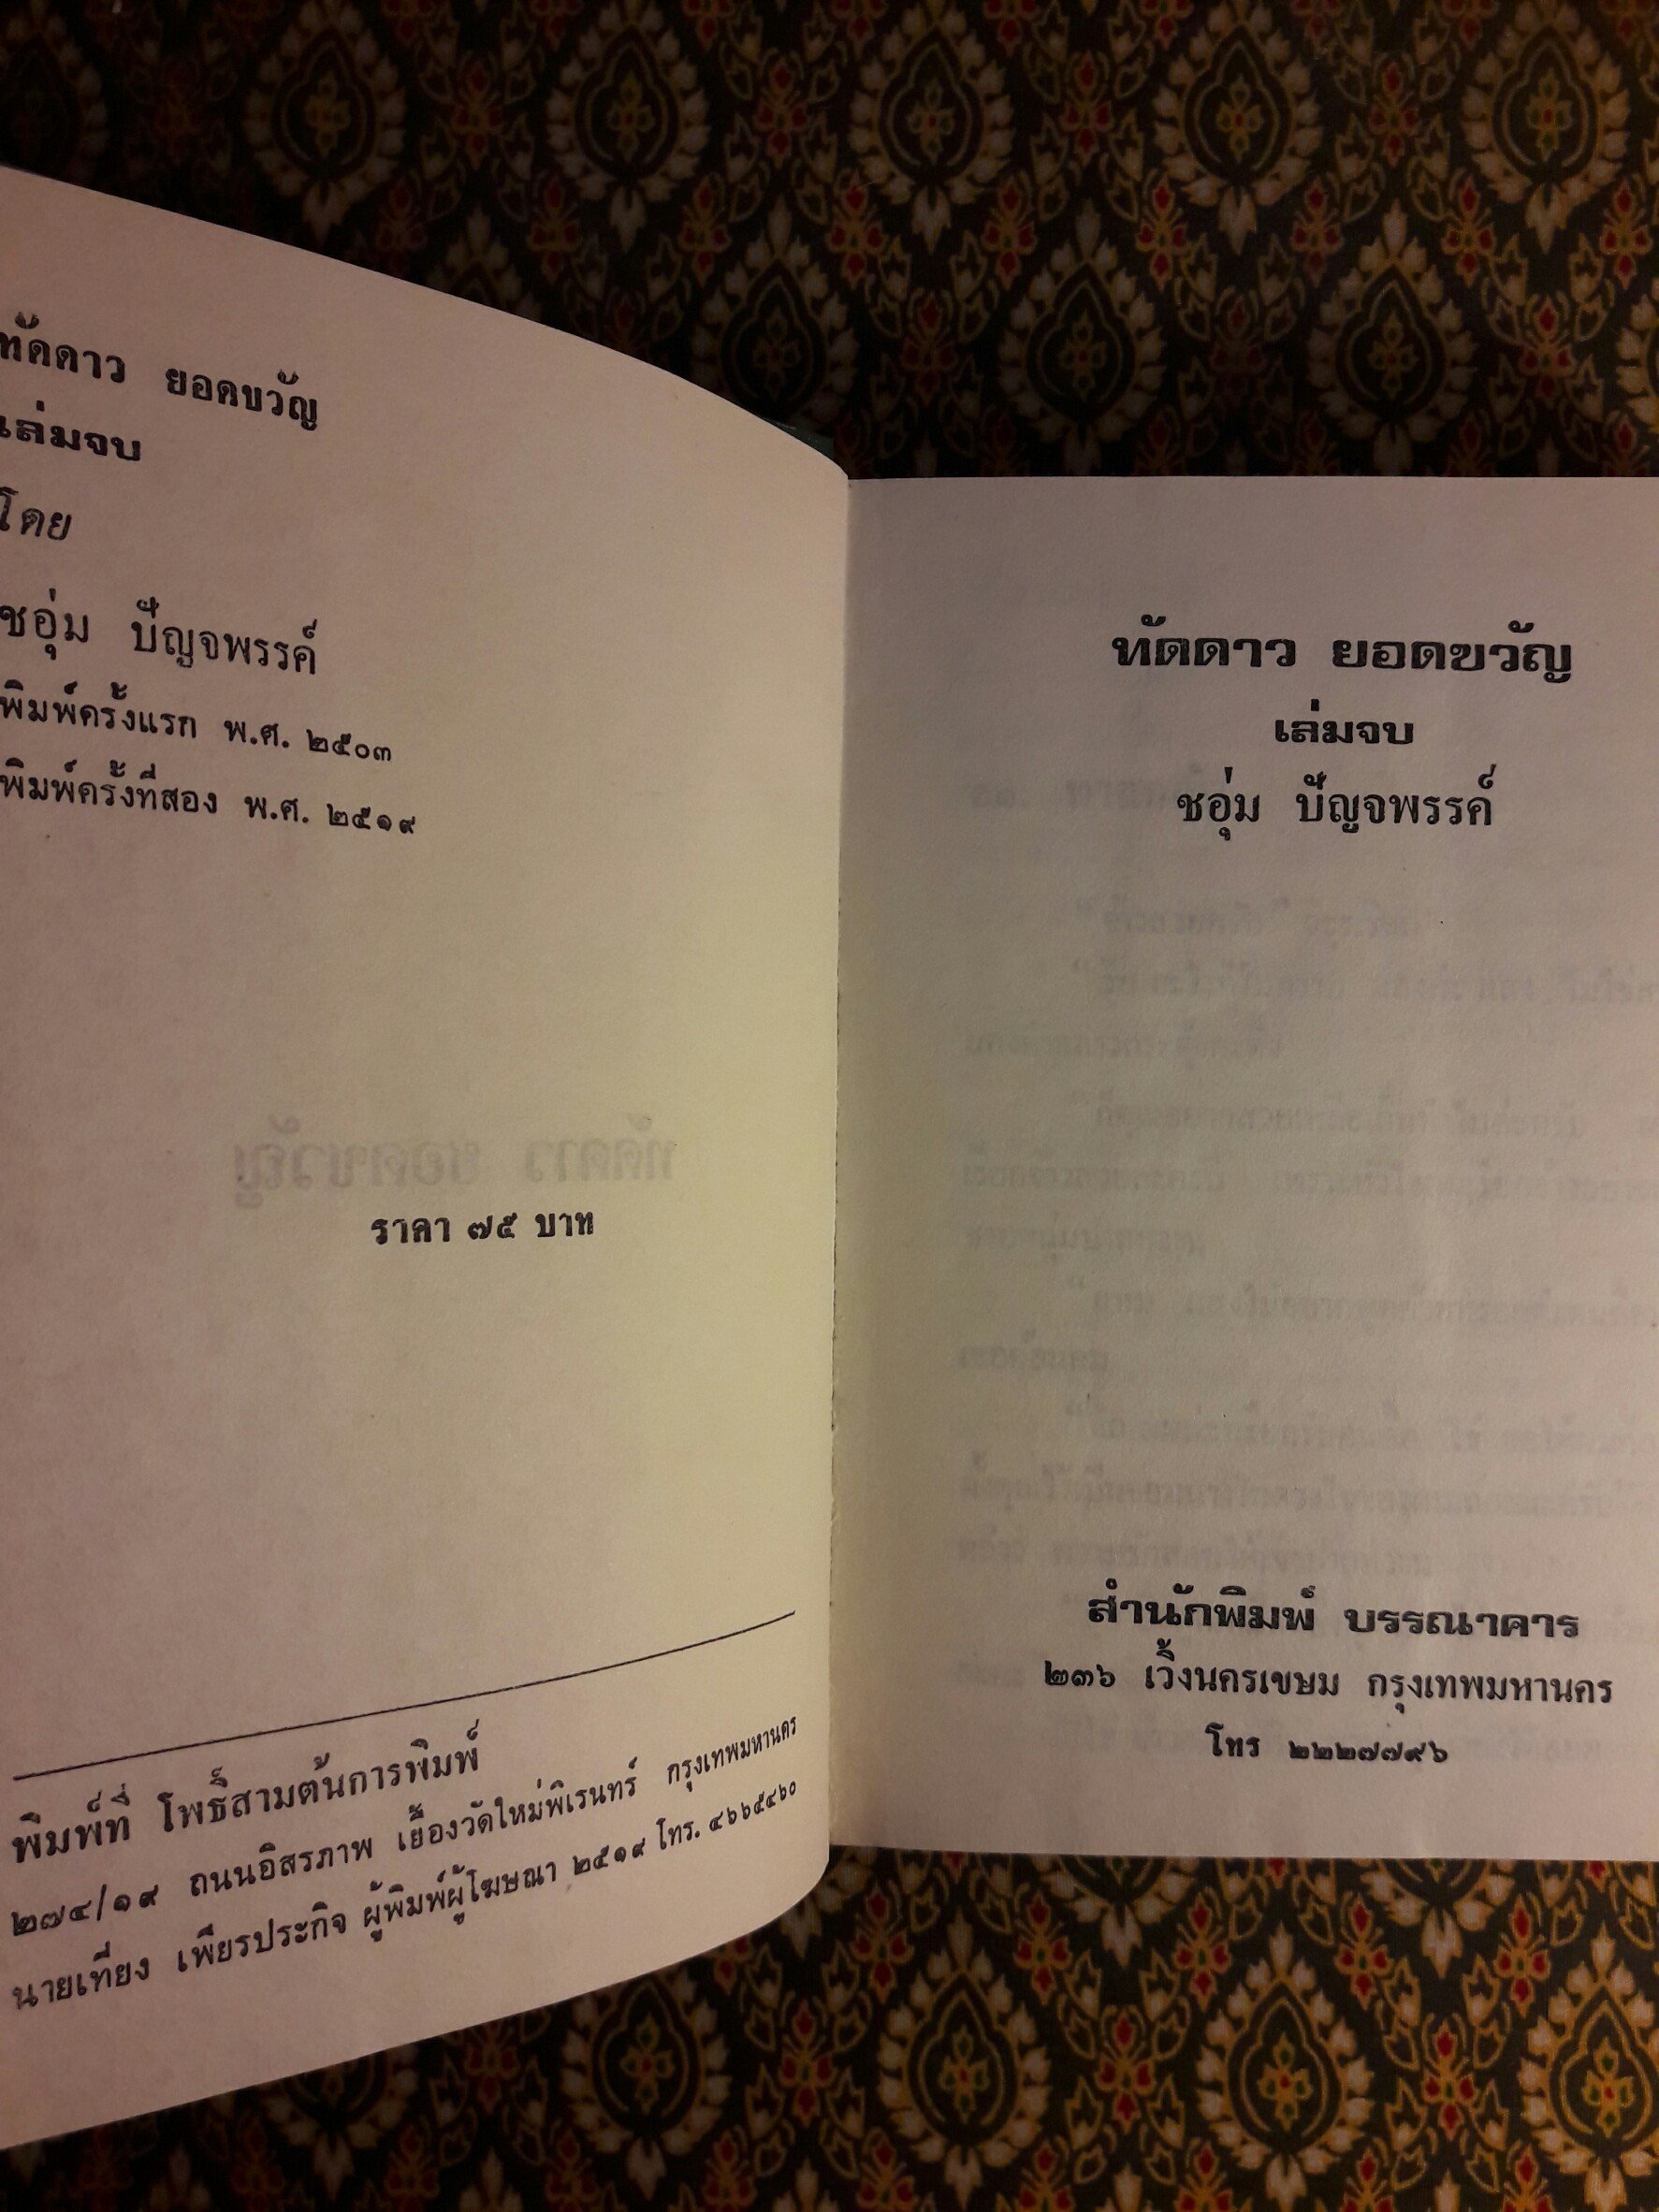 ทัดดาว ยอดขวัญ
เล่มจบ
โดย
ชอุ่ม ปัญจพรรค์
พิมพ์ครั้งแรก พ.ศ. ๒๕๐๓
พิมพ์ครั้งที่สอง พ.ศ. ๒๕๑๙
ราคา ๗๕ บาท
พิมพ์ที่ โพธิ์สามต้นการพิมพ์
๒๗๔/๑๙ ถนนอิสรภาพ เยื้องวัดใหม่พิเรนทร์ กรุงเทพมหานคร
นายเที่ยง เพียรประกิจ ผู้พิมพ์ผู้โฆษณา ๒๕๑๙ โทร. ๔๖๖๕๔๖๐
ทัดดาว ยอดขวัญ
เล่มจบ
ชอุ่ม ปัญจพรรค์
สำนักพิมพ์ บรรณาคาร
๒๓๖ เวิ้งนครเขษม กรุงเทพมหานคร
โทร ๒๒๒๗๗๙๖